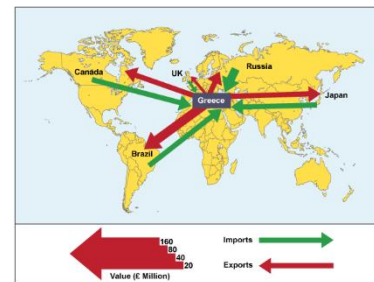 Russia
UK
Canada
Greece
Japan
Brazil
160
80
40
20
Value (£ Million)
Imports
Exports